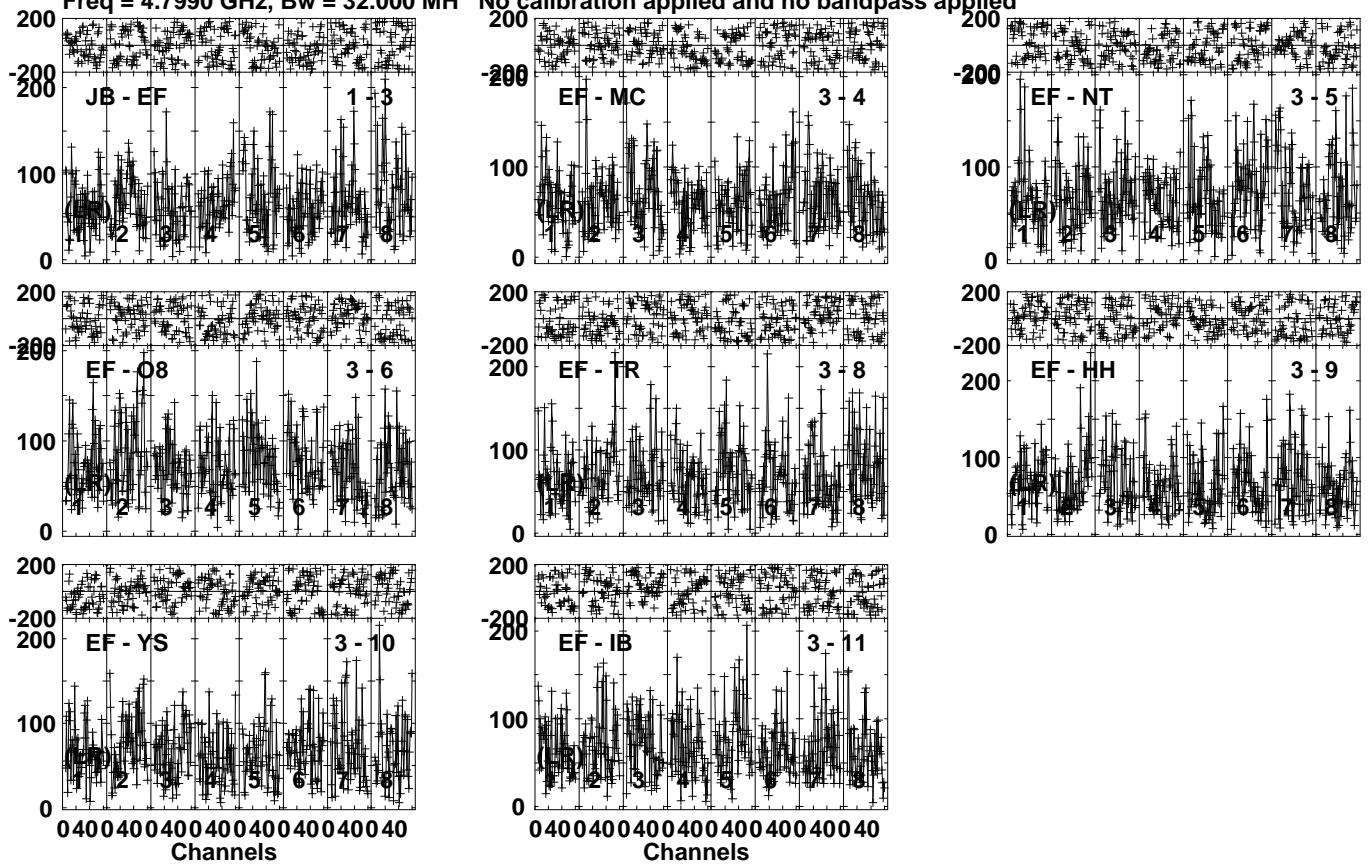 Freq = 4.7990 GHz, Bw = 32.000 MH No calibration applied and no bandpass applied
200 200 200
-200 -200 -200
200 200 200
JB - EF 1 - 3 EF - MC 3 - 4 EF - NT 3 - 5
100 100 100
(LR) (LR) (LR)
1 2 3 4 5 6 7 8 1 2 3 4 5 6 7 8 1 2 3 4 5 6 7 8
0 0 0
200 200 200
-200 -200 -200
200 200 200
EF - O8 3 - 6 EF - TR 3 - 8 EF - HH 3 - 9
100 100 100
(LR) (LR) (LR)
1 2 3 4 5 6 7 8 1 2 3 4 5 6 7 8 1 2 3 4 5 6 7 8
0 0 0
200 200
-200 -200
200 200
EF - YS 3 - 10 EF - IB 3 - 11
100 100
(LR) (LR)
1 2 3 4 5 6 7 8 1 2 3 4 5 6 7 8
0 0
0 40 0 40 0 40 0 40 0 40 0 40 0 40 0 40 0 40 0 40 0 40 0 40 0 40 0 40 0 40 0 40
Channels Channels